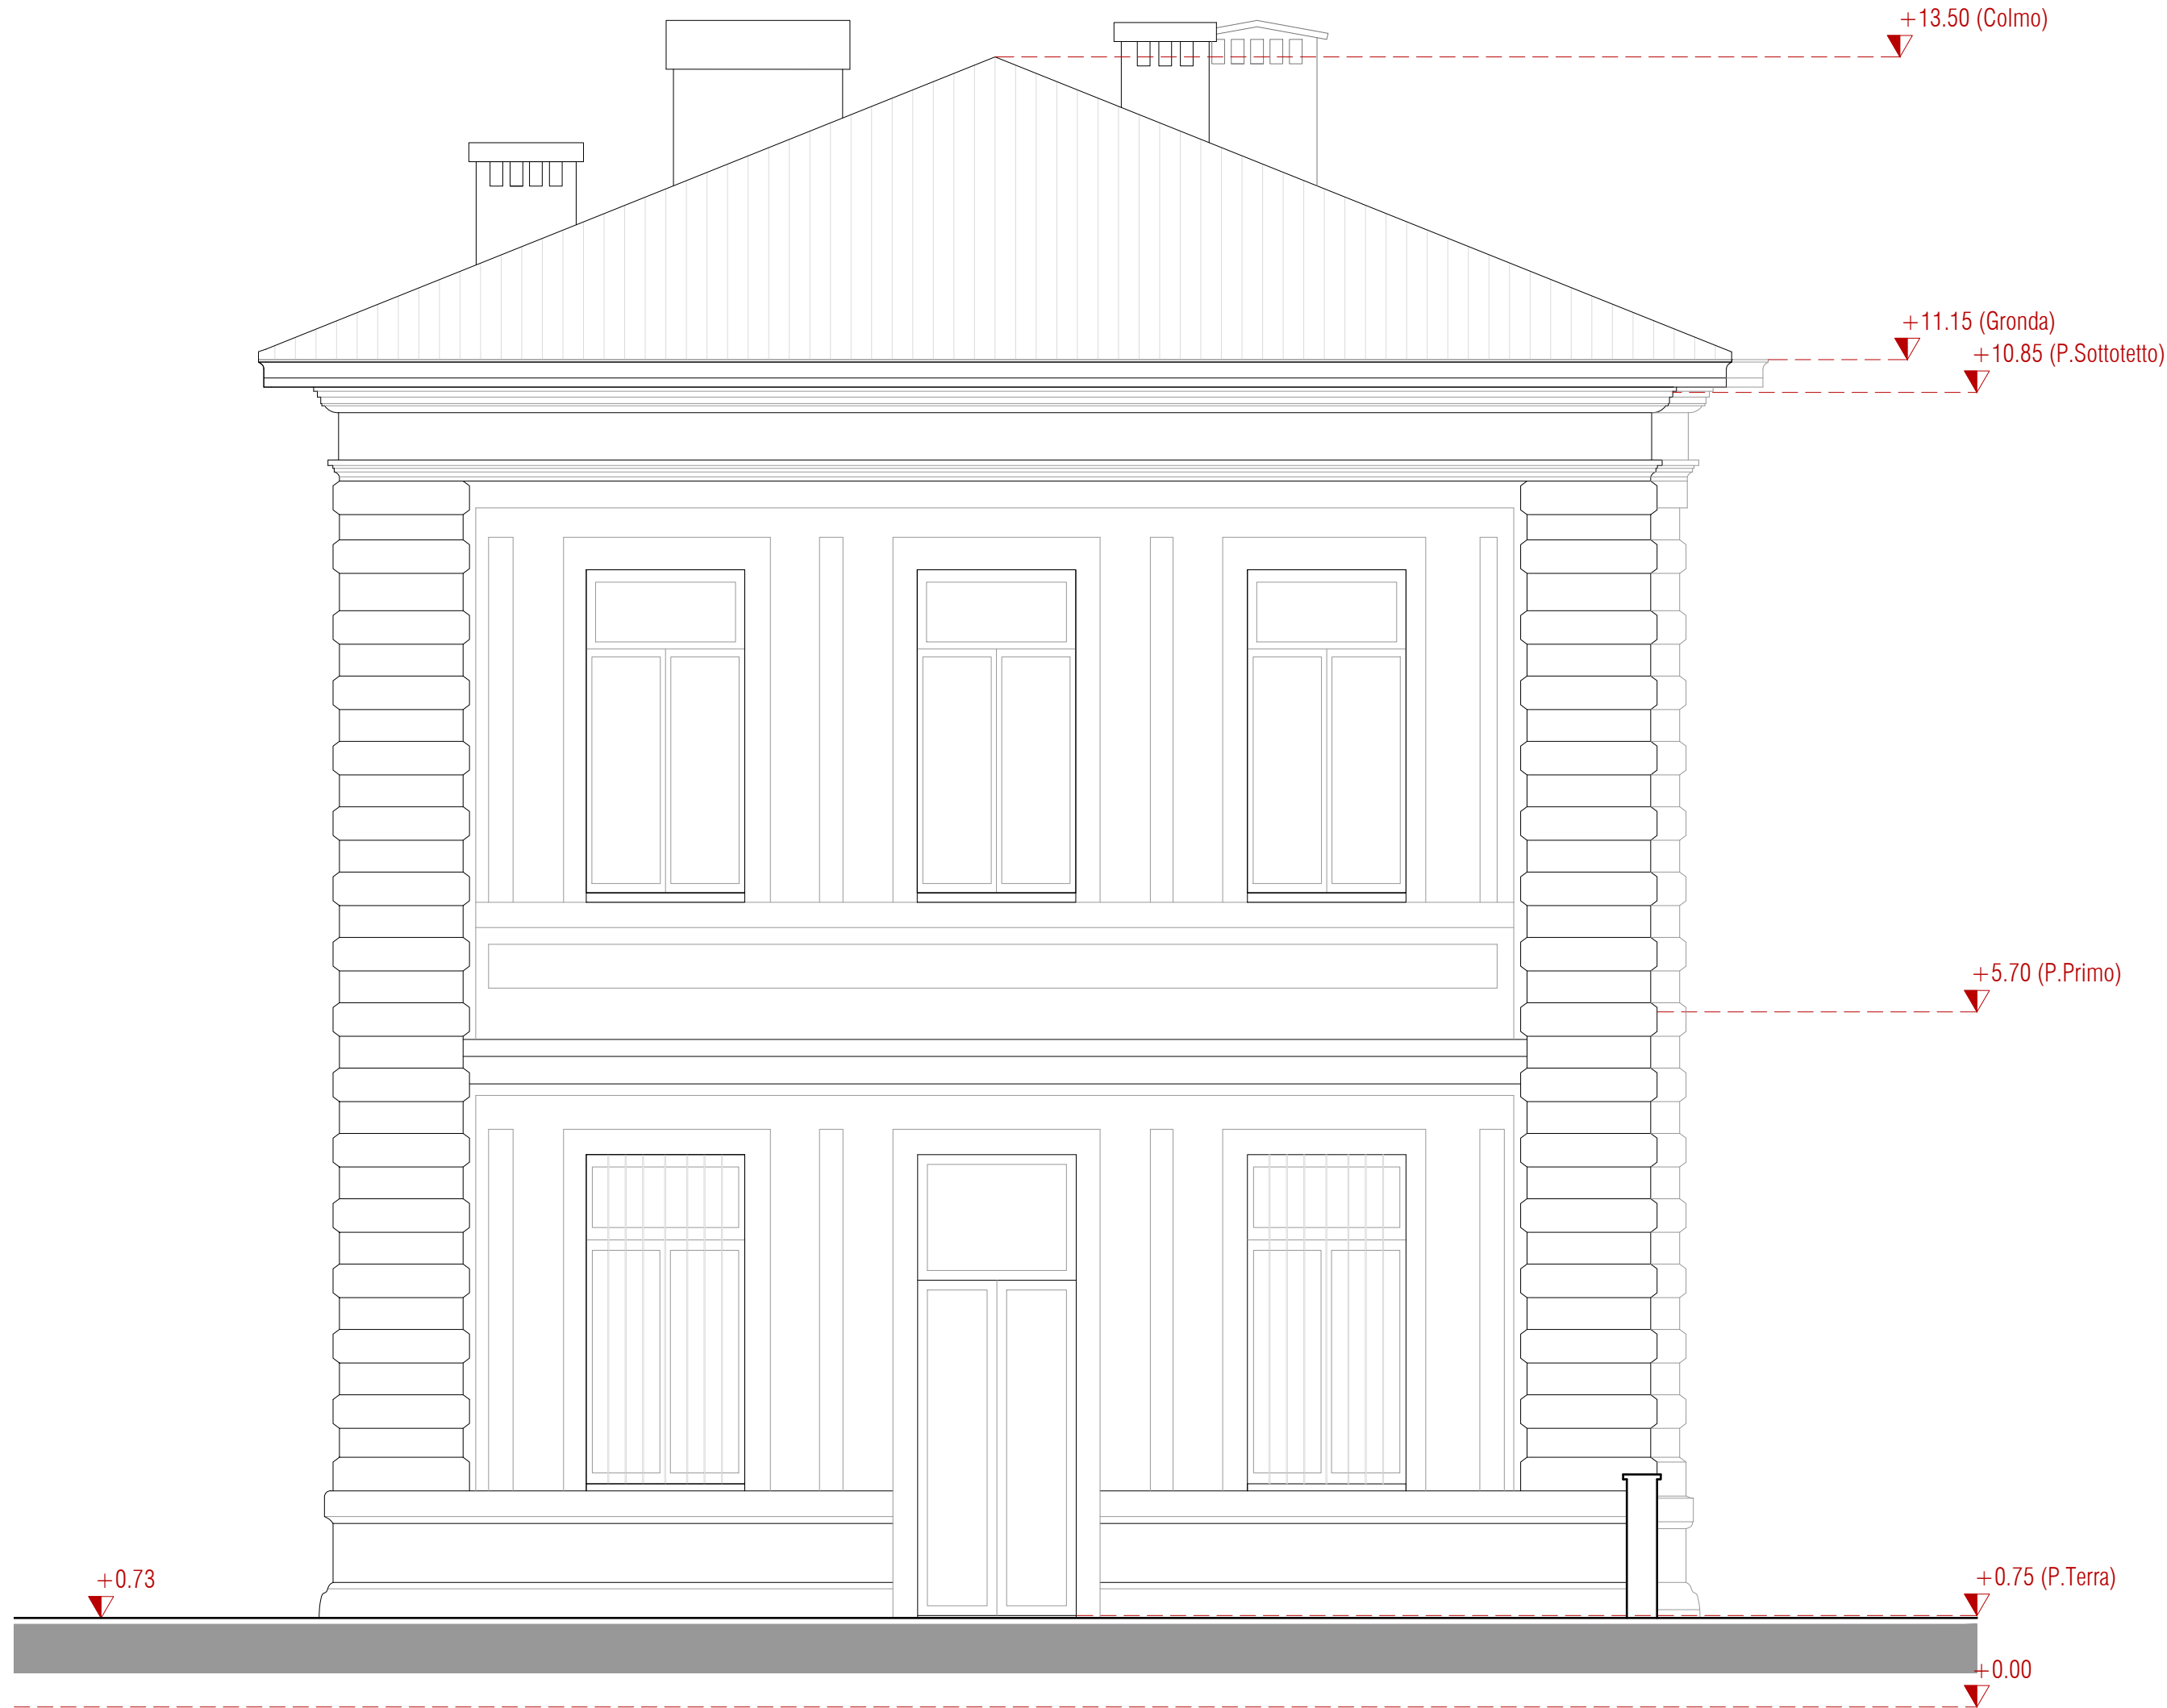 +13.50 (Colmo)
+11.15 (Gronda)
+10.85 (P.Sottotetto)
+5.70 (P.Primo)
+0.73
+0.75 (P.Terra)
+0.00